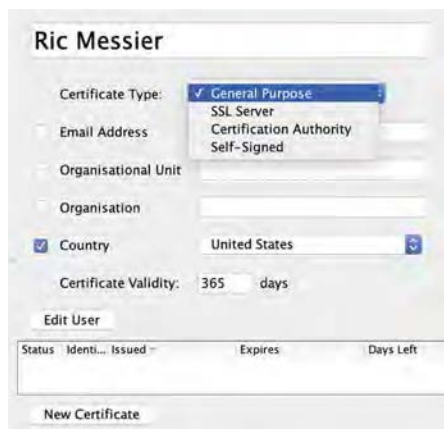 Ric Messier
Certificate Type: ✓ General Purpose
SSL Server
Certification Authority
Self-Signed
Email Address
Organisational Unit
Organisation
Country United States
Certificate Validity: 365 days
Edit User
Status Identi... Issued Expires Days Left
New Certificate